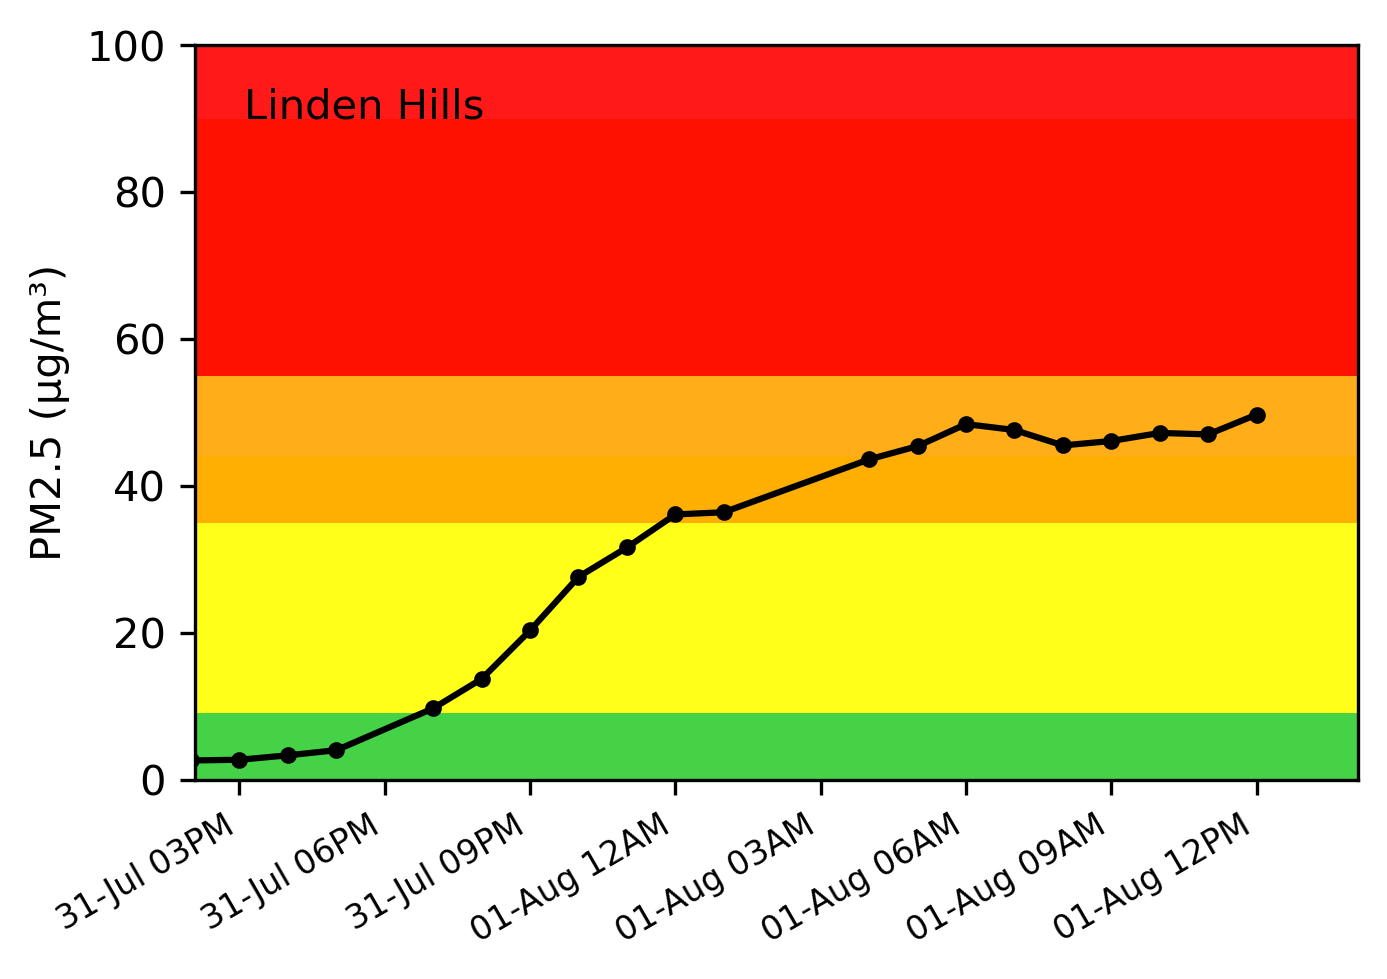 Linden Hills
PM2.5 (µg/m³)
100
80
60
40
20
0
31-Jul 03PM
31-Jul 06PM
31-Jul 09PM
01-Aug 12AM
01-Aug 03AM
01-Aug 06AM
01-Aug 09AM
01-Aug 12PM